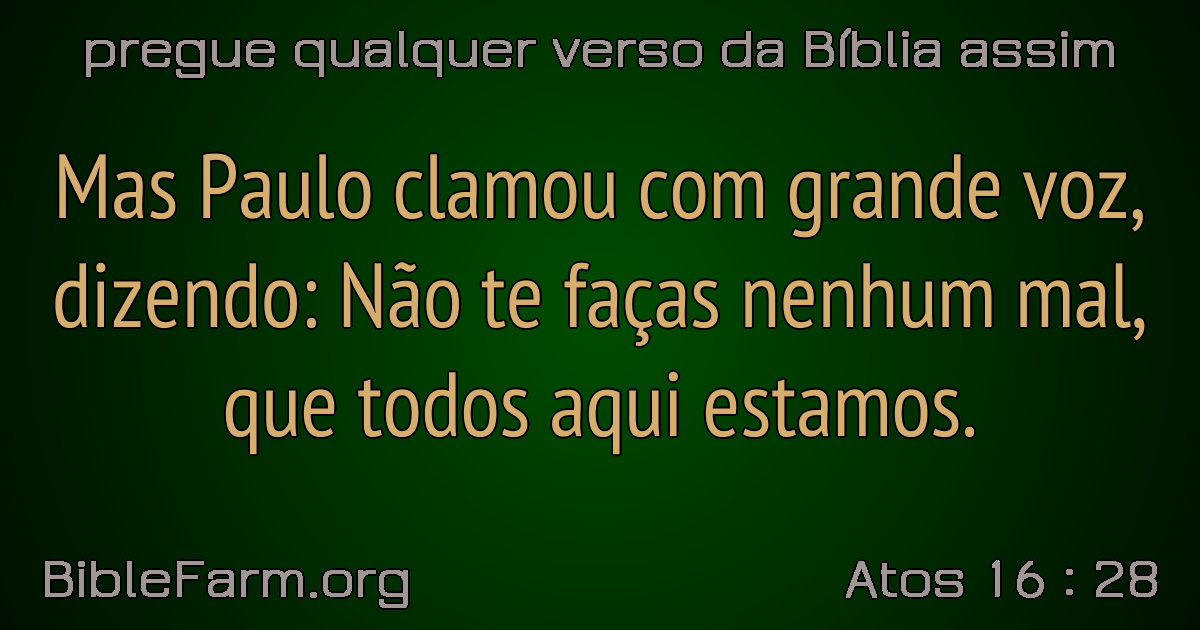 pregue qualquer verso da Bíblia assim
Mas Paulo clamou com grande voz,
dizendo: Não te faças nenhum mal,
que todos aqui estamos.
BibleFarm.org
Atos 16 : 28